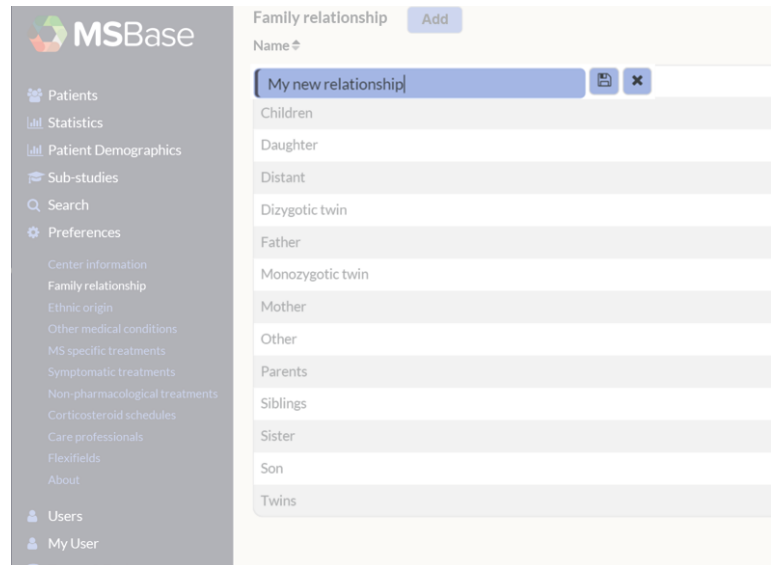 MSBase
Patients
Statistics
Patient Demographics
Sub-studies
Search
Preferences
Center information
Family relationship
Ethnic origin
Other medical conditions
MS specific treatments
Symptomatic treatments
Non-pharmacological treatments
Corticosteroid schedules
Care professionals
Flexifields
About
Users
My User
Family relationship Add
Name
My new relationship
Children
Daughter
Distant
Dizygotic twin
Father
Monozygotic twin
Mother
Other
Parents
Siblings
Sister
Son
Twins